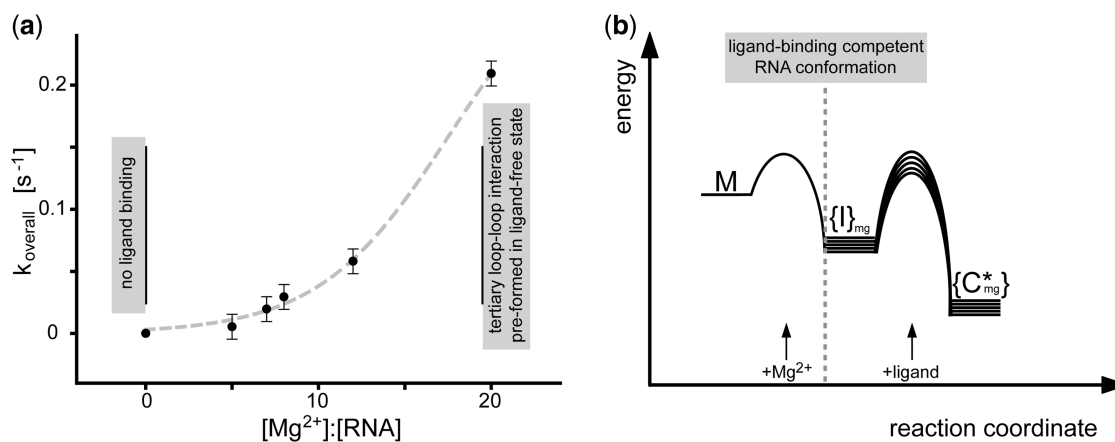 (a)
0.2
0.1
0
k_overall [s⁻¹]
no ligand binding
tertiary loop-loop interaction
pre-formed in ligand-free state
0
10
20
[Mg²⁺]:[RNA]
(b)
ligand-binding competent
RNA conformation
energy
M
{I}mg
{C*mg}
+Mg²⁺
+ligand
reaction coordinate